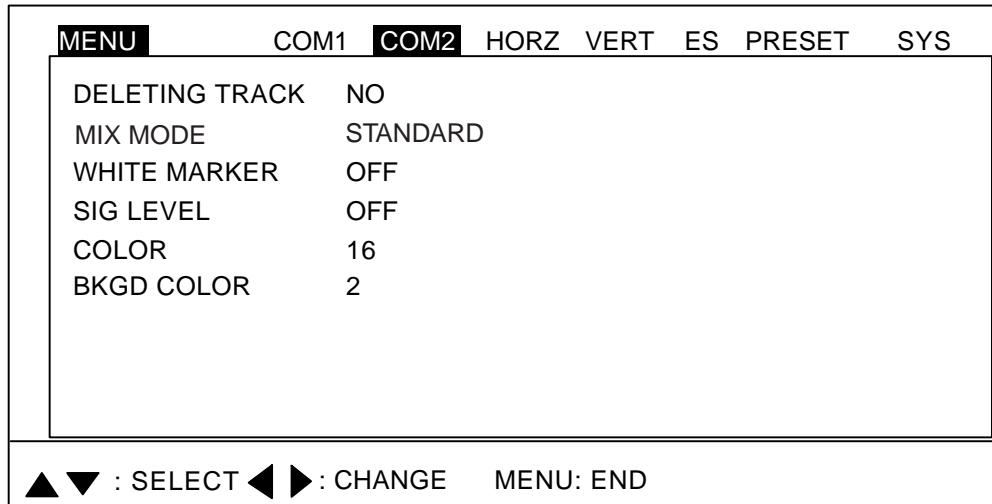 MENU COM1 COM2 HORZ VERT ES PRESET SYS
DELETING TRACK NO
MIX MODE STANDARD
WHITE MARKER OFF
SIG LEVEL OFF
COLOR 16
BKGD COLOR 2
▲ ▼ : SELECT ◀ ▶ : CHANGE MENU: END